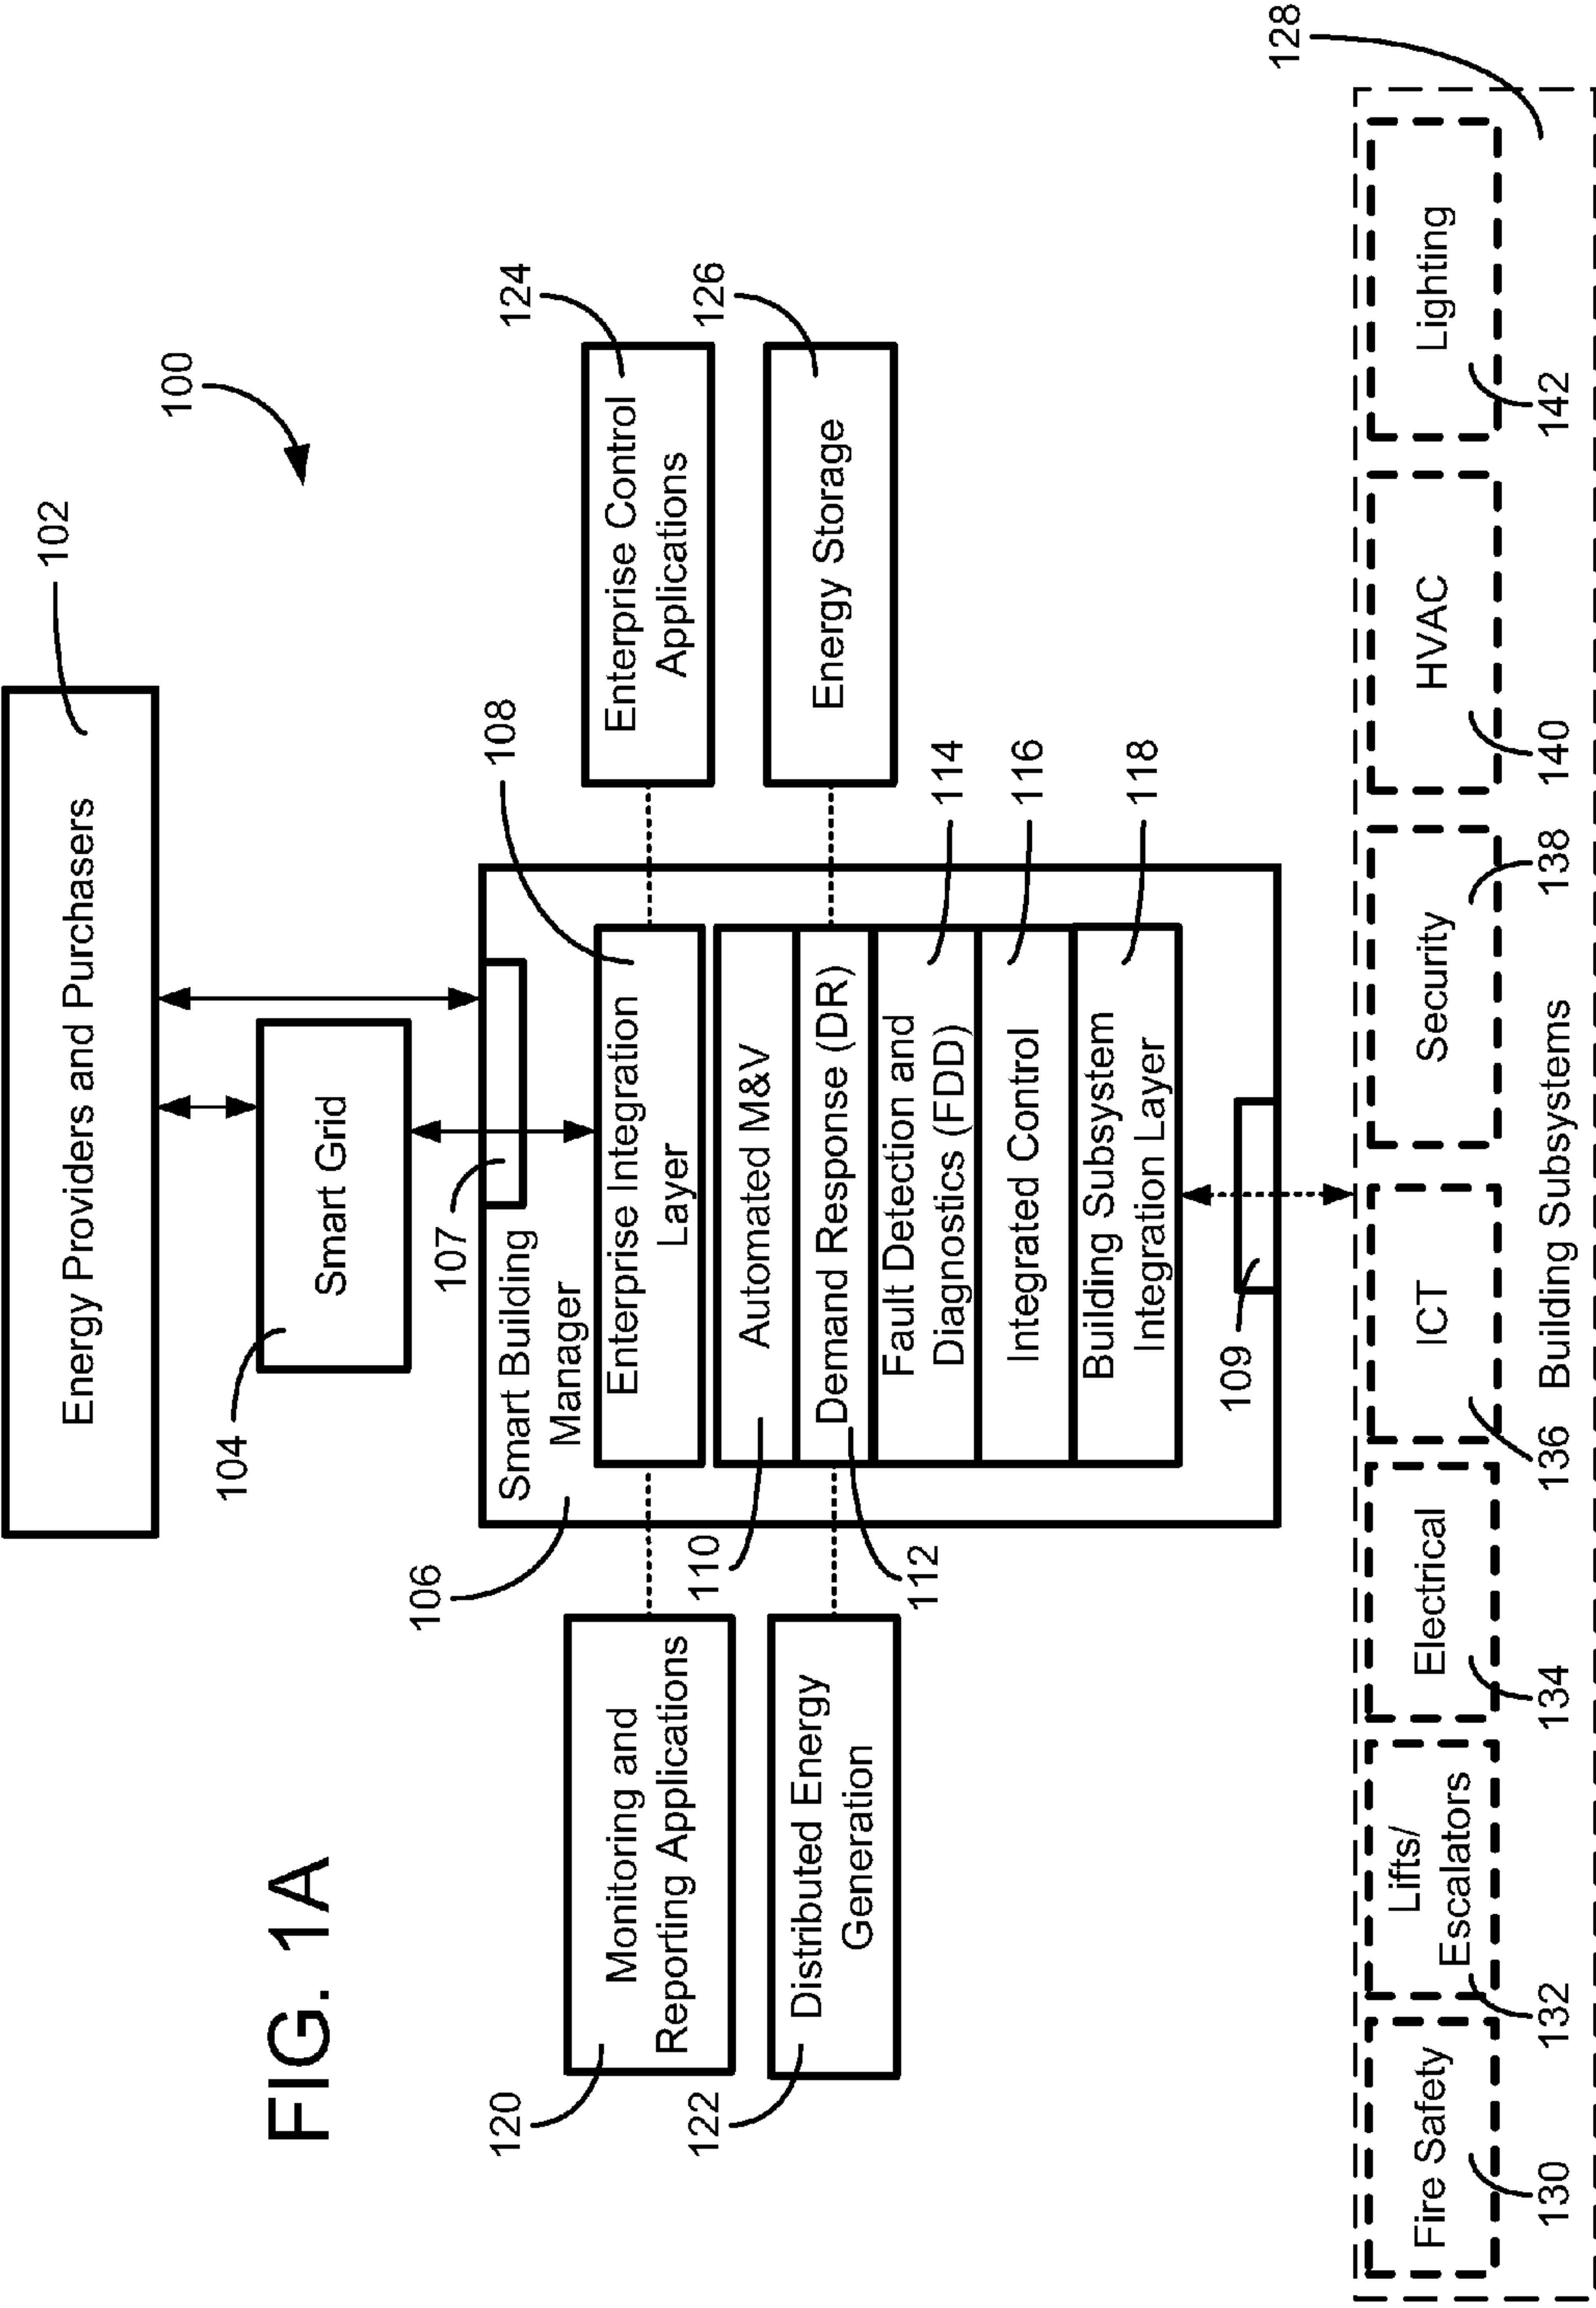 FIG. 1A
100
Energy Providers and Purchasers
102
Smart Grid
104
107
Smart Building
Manager
106
Enterprise Integration
Layer
108
Automated M&V
110
Demand Response (DR)
112
Fault Detection and
Diagnostics (FDD)
114
Integrated Control
116
Building Subsystem
Integration Layer
118
109
Monitoring and
Reporting Applications
120
Distributed Energy
Generation
122
Enterprise Control
Applications
124
Energy Storage
126
128
Fire Safety
130
Lifts/
Escalators
132
Electrical
134
ICT
136
Security
138
HVAC
140
Lighting
142
Building Subsystems